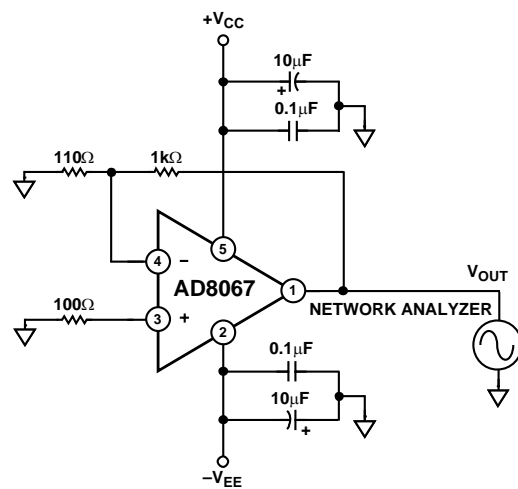 +VCC
10μF
+
0.1μF
110Ω
1kΩ
4
−
5
AD8067
1
VOUT
NETWORK ANALYZER
100Ω
3
+
2
0.1μF
10μF
+
−VEE